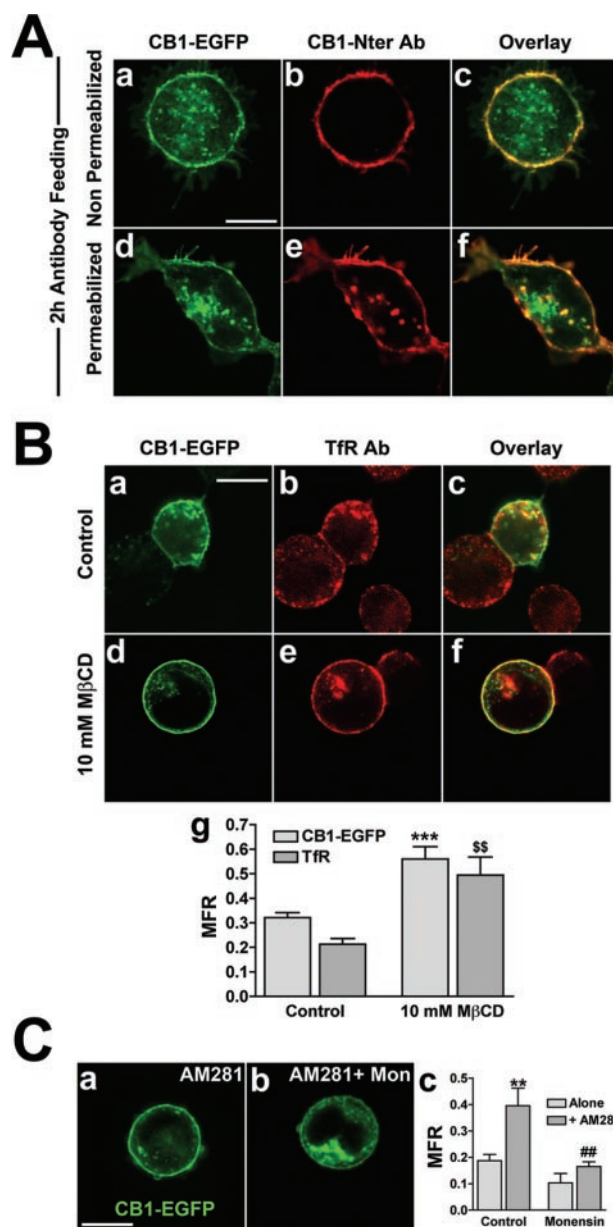 A
CB1-EGFP CB1-Nter Ab Overlay
2h Antibody Feeding
Non Permeabilized
a b c
Permeabilized
d e f
B
CB1-EGFP TfR Ab Overlay
Control
a b c
10 mM MβCD
d e f
g
MFR
0.7
0.6
0.5
0.4
0.3
0.2
0.1
0.0
CB1-EGFP
TfR
*** $$
Control 10 mM MβCD
C
a AM281
CB1-EGFP
b AM281+ Mon
c
MFR
0.5
0.4
0.3
0.2
0.1
0.0
Alone
+ AM28
** ##
Control Monensin